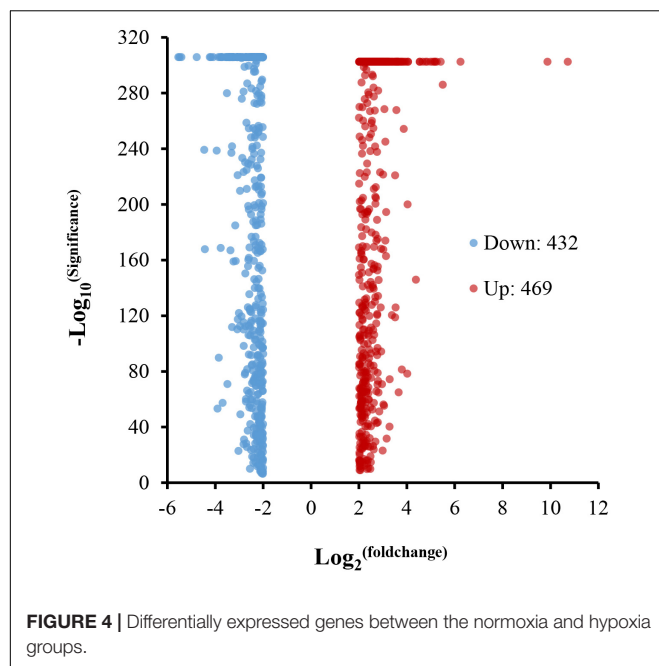 320
280
240
200
160
120
80
40
0
-Log10(Significance)
-6 -4 -2 0 2 4 6 8 10 12
Log2(foldchange)
Down: 432
Up: 469
FIGURE 4 | Differentially expressed genes between the normoxia and hypoxia
groups.